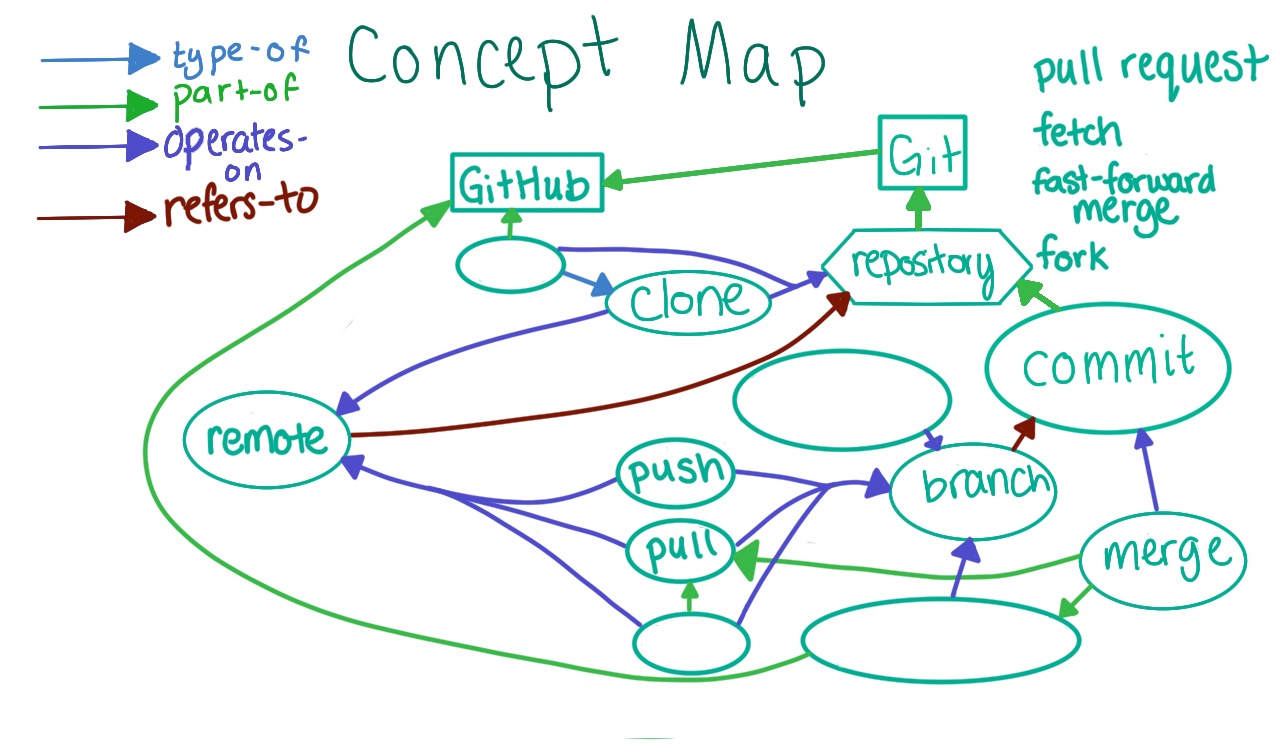 Concept Map
type-of
part-of
operates-
on
refers-to
pull request
fetch
fast-forward
merge
fork
GitHub
Git
repository
Clone
commit
remote
push
branch
pull
merge